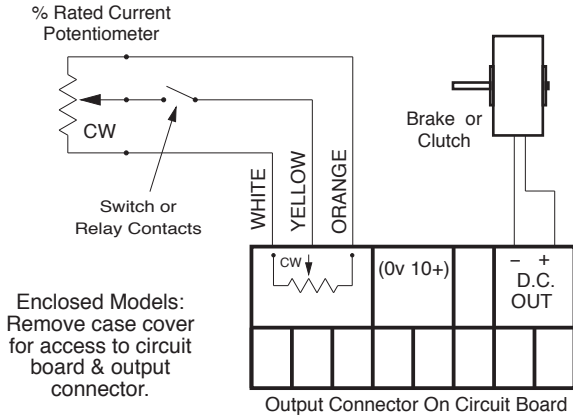 % Rated Current
Potentiometer
CW
Switch or
Relay Contacts
WHITE
YELLOW
ORANGE
Brake or
Clutch
CW
(0v 10+)
– +
D.C.
OUT
Enclosed Models:
Remove case cover
for access to circuit
board & output
connector.
Output Connector On Circuit Board